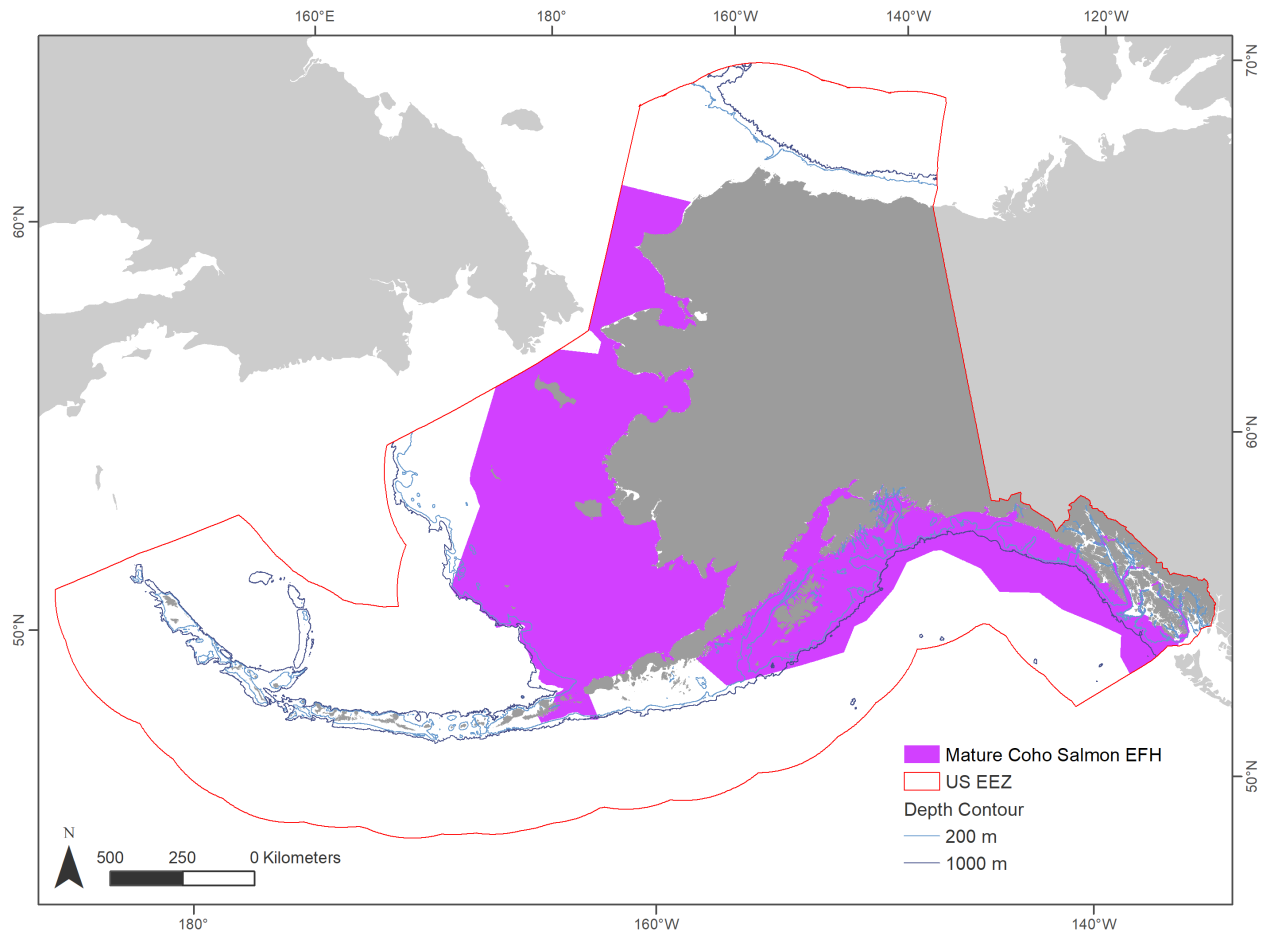 160°E 180° 160°W 140°W 120°W
70°N
60°N
60°N
50°N
50°N
Mature Coho Salmon EFH
US EEZ
Depth Contour
200 m
1000 m
N
500 250 0 Kilometers
180° 160°W 140°W